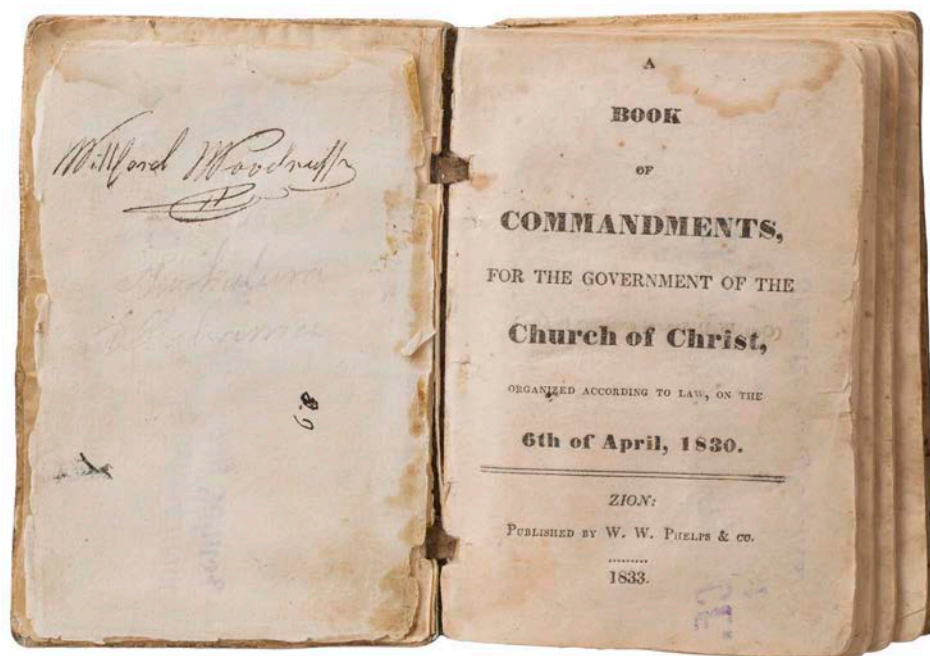 Willford Woodruff
A
BOOK
OF
COMMANDMENTS,
FOR THE GOVERNMENT OF THE
Church of Christ,
ORGANIZED ACCORDING TO LAW, ON THE
6th of April, 1830.
ZION:
PUBLISHED BY W. W. PHELPS & CO.
..........
1833.